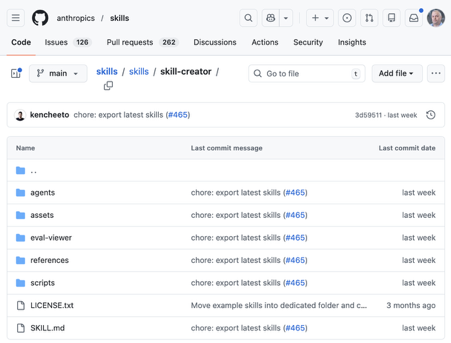 anthropics / skills
Code Issues 126 Pull requests 262 Discussions Actions Security Insights
main skills / skills / skill-creator / Go to file t Add file
kencheeto chore: export latest skills (#465) 3d59511 · last week
Name Last commit message Last commit date
..
agents chore: export latest skills (#465) last week
assets chore: export latest skills (#465) last week
eval-viewer chore: export latest skills (#465) last week
references chore: export latest skills (#465) last week
scripts chore: export latest skills (#465) last week
LICENSE.txt Move example skills into dedicated folder and c... 3 months ago
SKILL.md chore: export latest skills (#465) last week